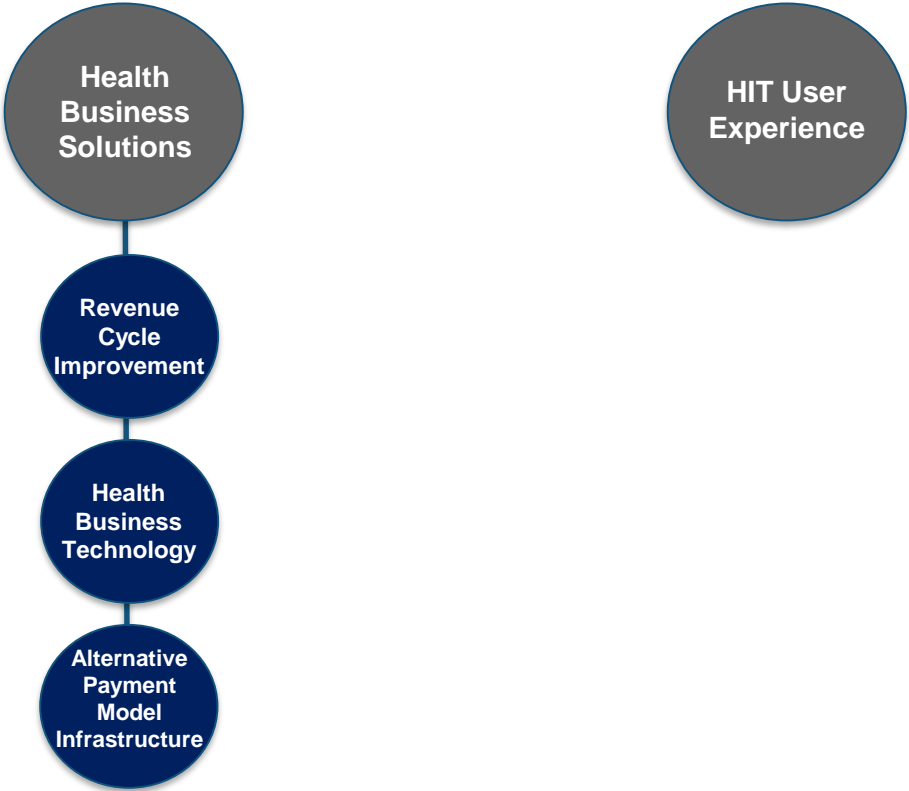 Health
Business
Solutions
HIT User
Experience
Revenue
Cycle
Improvement
Health
Business
Technology
Alternative
Payment
Model
Infrastructure